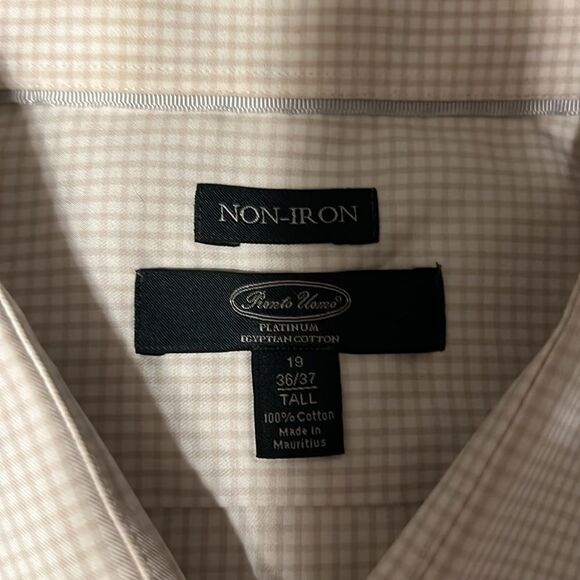 NON-IRON
Pronto Uomo®
PLATINUM
EGYPTIAN COTTON
19
36/37
TALL
100% Cotton
Made in
Mauritius